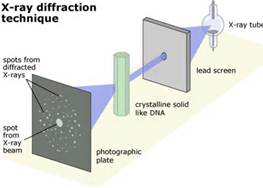 X-ray diffraction
technique
X-ray tube
spots from
diffracted
X-rays
lead screen
crystalline solid
like DNA
spot
from
X-ray
beam
photographic
plate